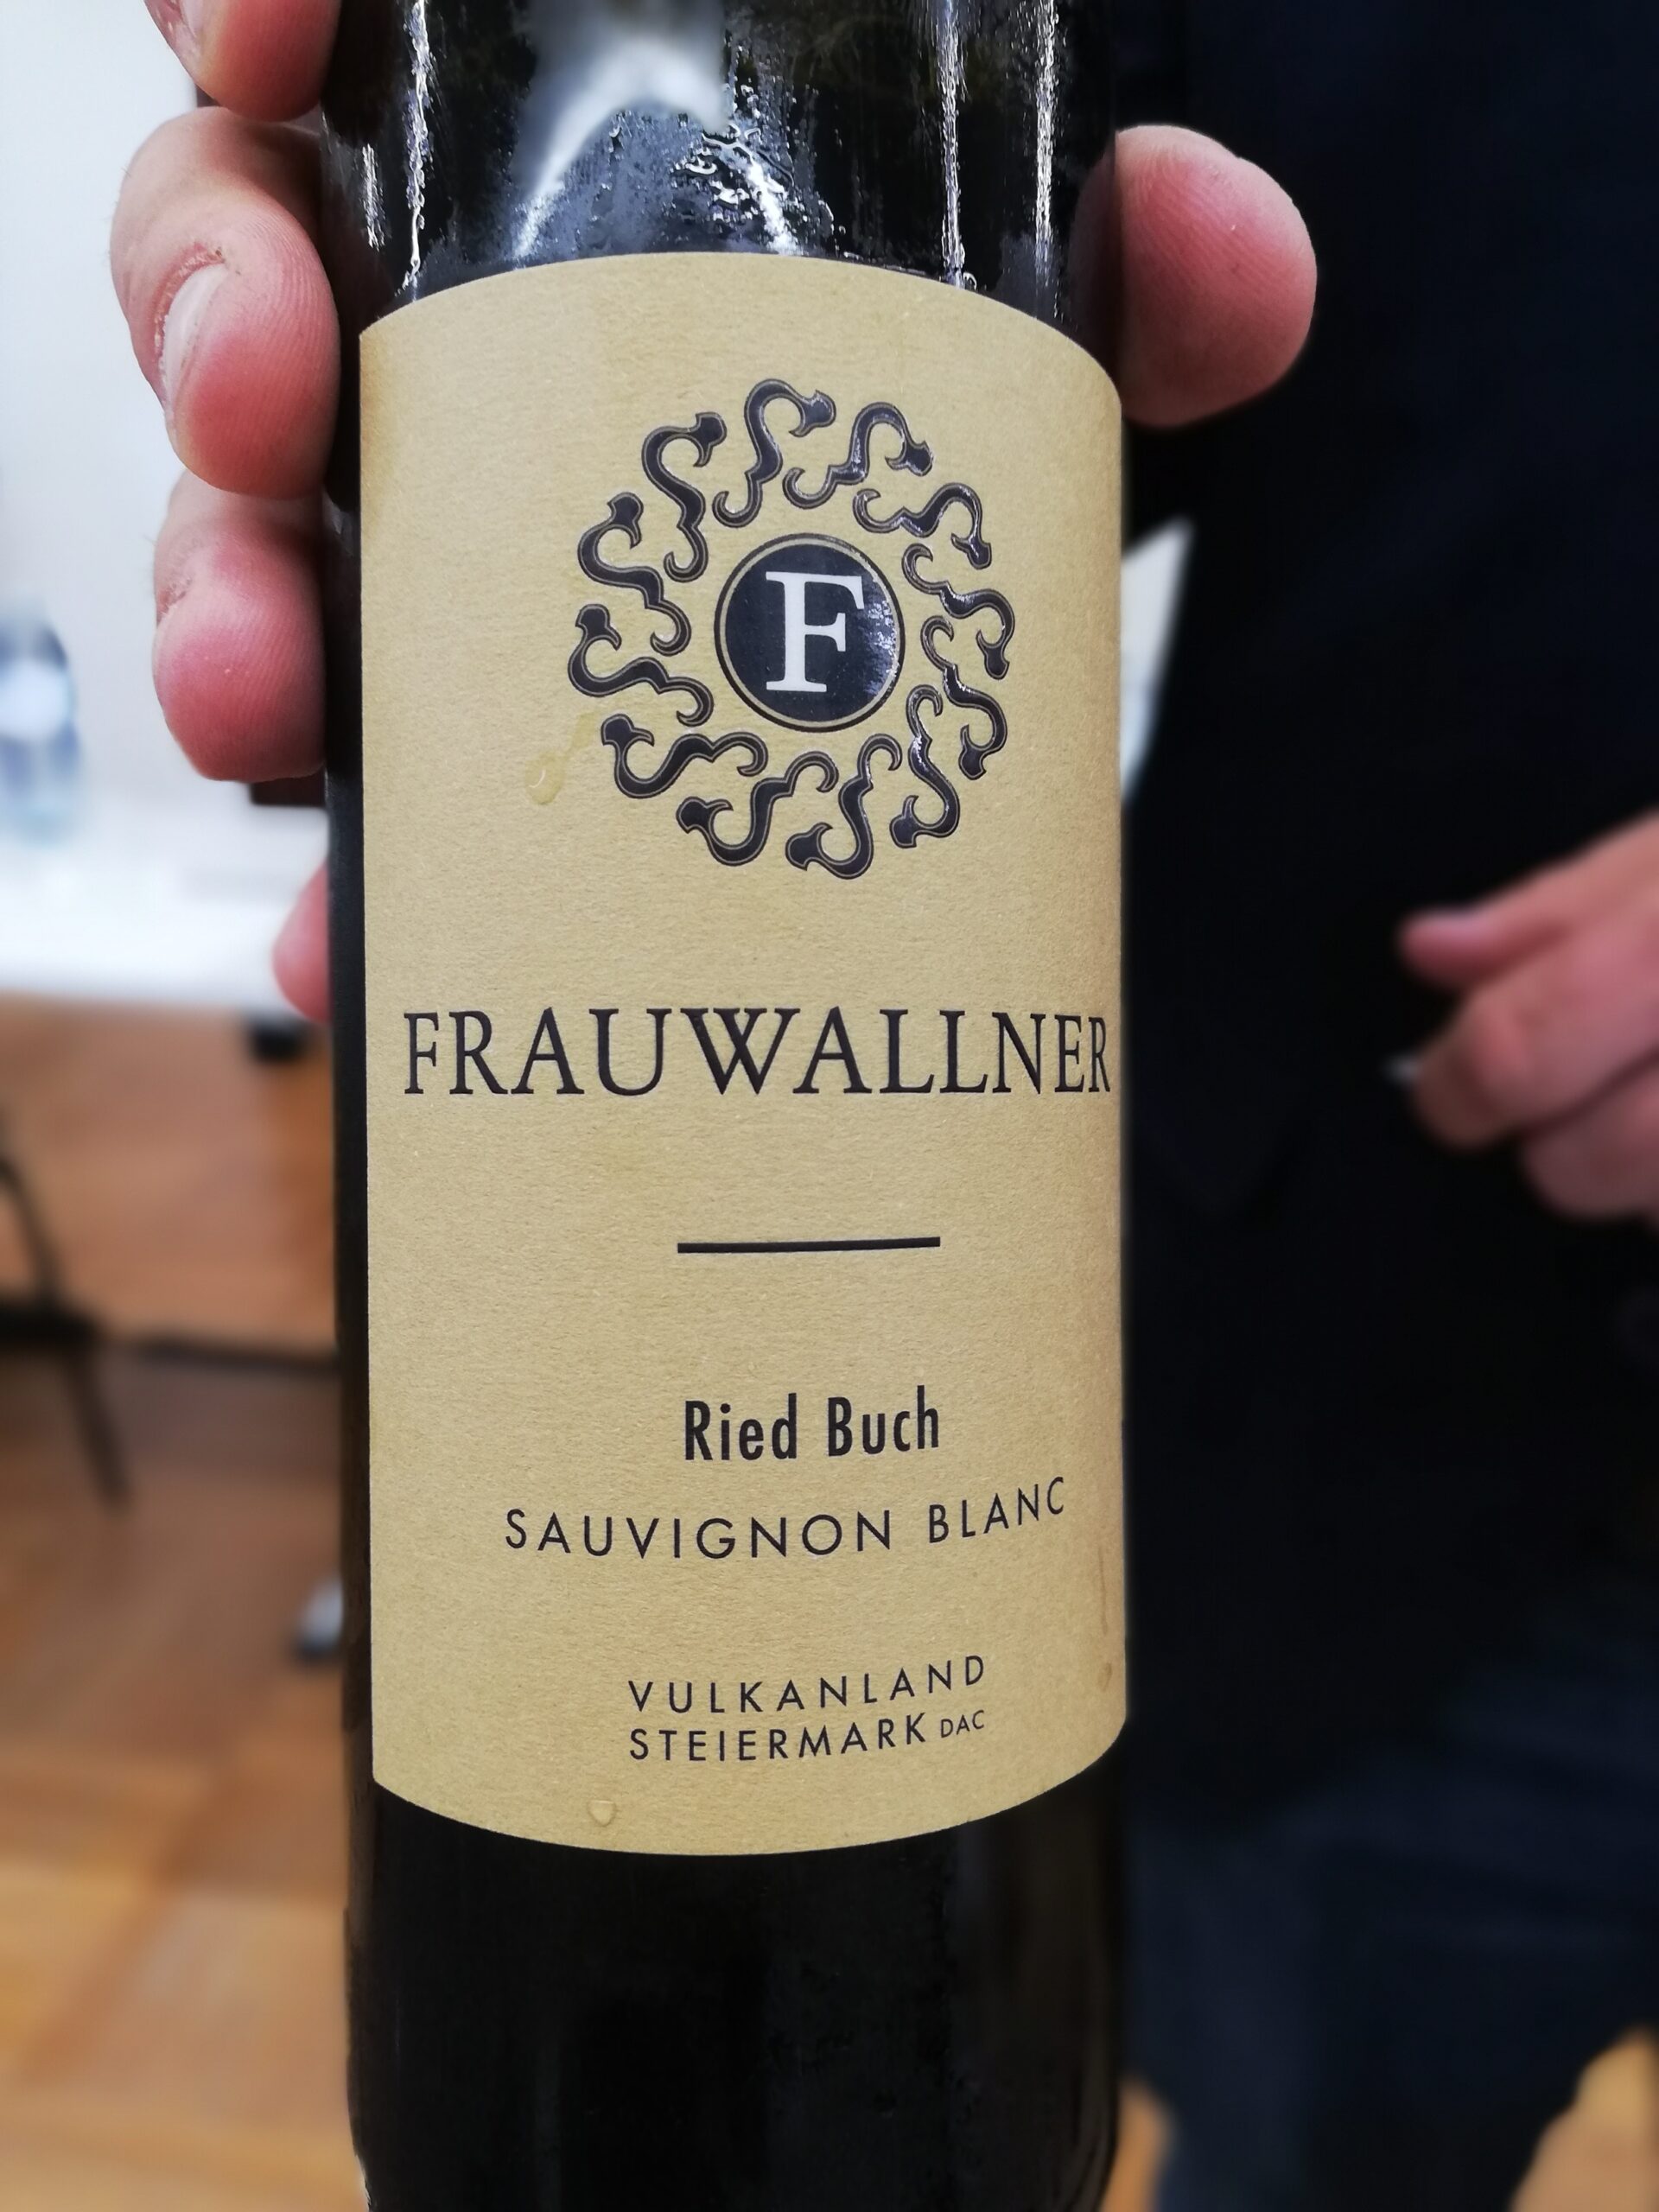 F
FRAUWALLNER
Ried Buch
SAUVIGNON BLANC
VULKANLAND
STEIERMARK DAC